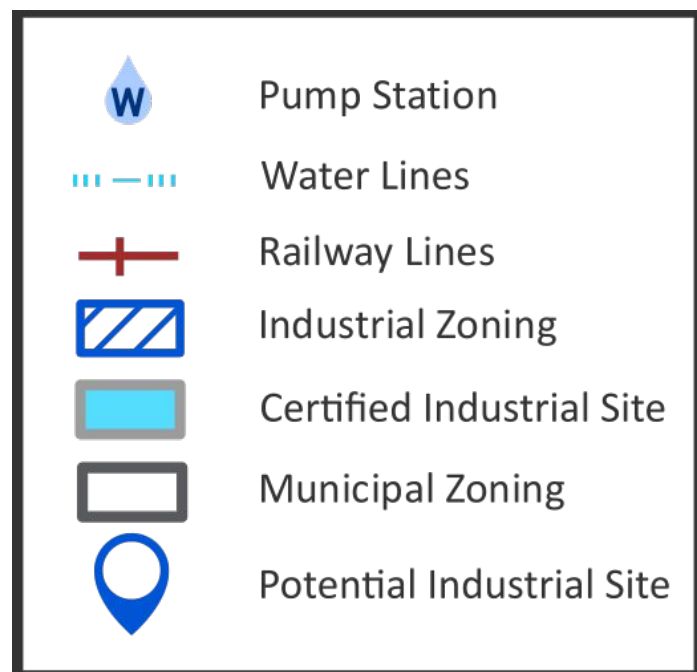 W Pump Station
Water Lines
Railway Lines
Industrial Zoning
Certified Industrial Site
Municipal Zoning
Potential Industrial Site